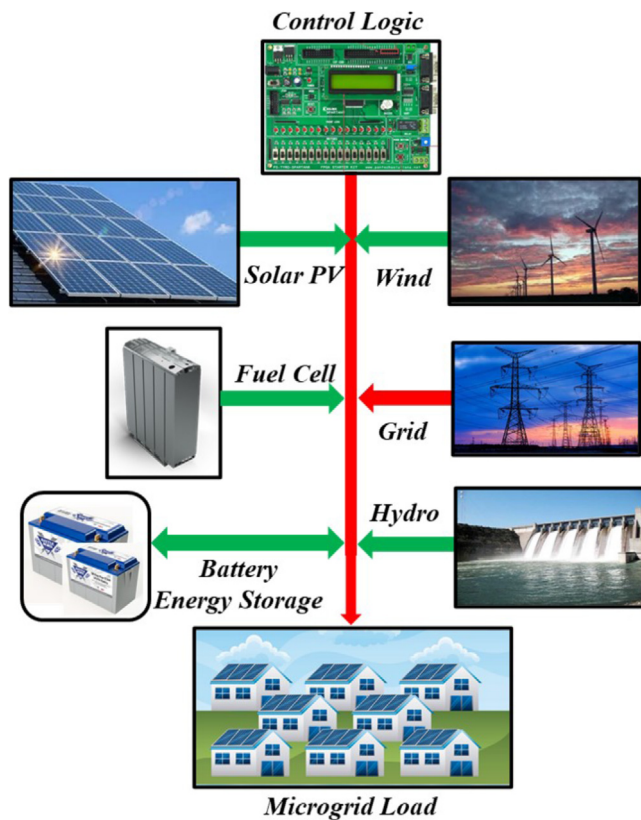 Control Logic
Solar PV
Wind
Fuel Cell
Grid
Hydro
Battery
Energy Storage
Microgrid Load